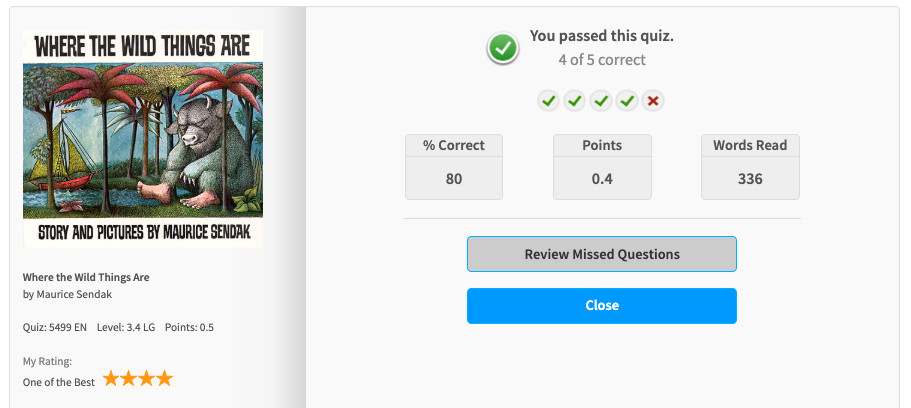 WHERE THE WILD THINGS ARE
STORY AND PICTURES BY MAURICE SENDAK
Where the Wild Things Are
by Maurice Sendak
Quiz: 5499 EN Level: 3.4 LG Points: 0.5
My Rating:
One of the Best
You passed this quiz.
4 of 5 correct
% Correct
80
Points
0.4
Words Read
336
Review Missed Questions
Close